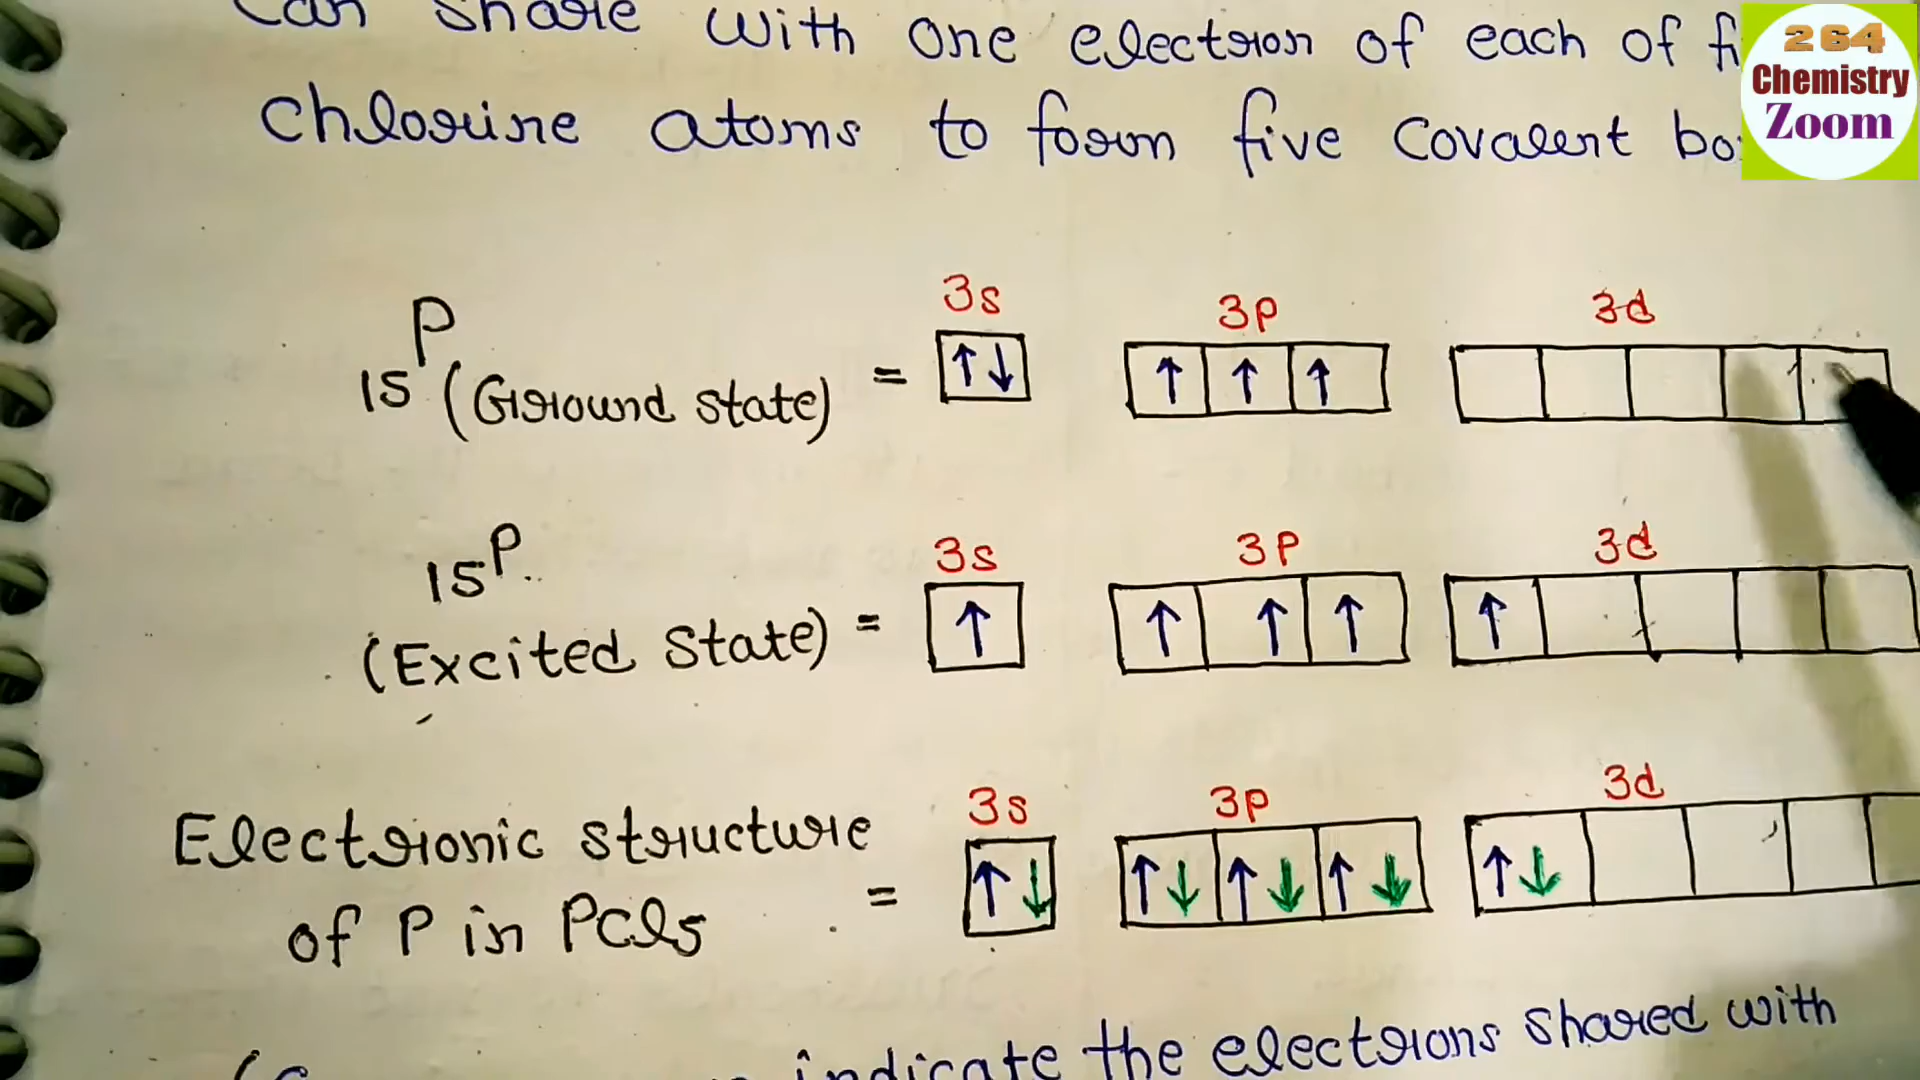 Can share with one electron of each of
264
Chemistry
Zoom
chlorine atoms to form five covalent
3s 3p 3d
15P (Ground state) = ↑↓ ↑ ↑ ↑
3s 3p 3d
15P
(Excited State) = ↑ ↑ ↑ ↑ ↑
3s 3p 3d
Electronic structure
of P in PCl5 = ↑↓ ↑↓ ↑↓ ↑↓ ↑↓
indicate the electrons shared with